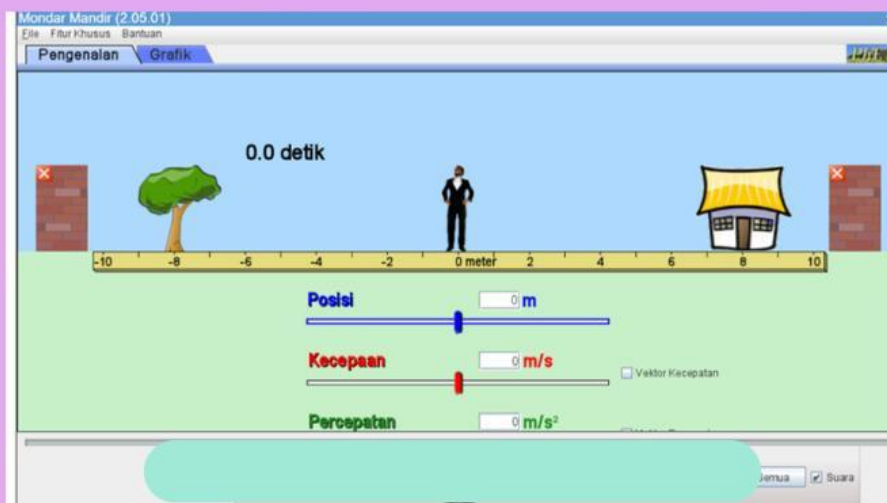 Mondar Mandir (2.05.01)
File Fitur Khusus Bantuan
Pengenalan Grafik
0.0 detik
-10 -8 -6 -4 -2 0 meter 2 4 6 8 10
Posisi 0 m
Kecepaan 0 m/s
Vektor Kecepatan
Percepatan 0 m/s²
Semua Suara